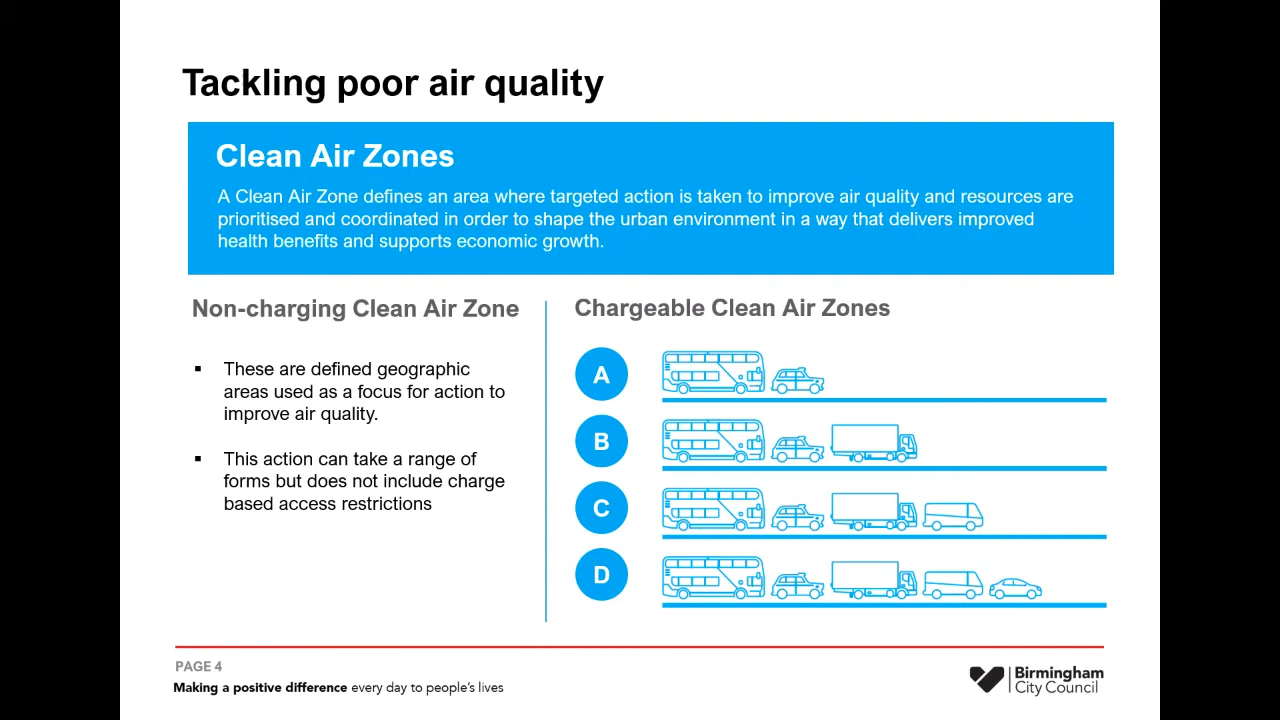 Tackling poor air quality
Clean Air Zones
A Clean Air Zone defines an area where targeted action is taken to improve air quality and resources are
prioritised and coordinated in order to shape the urban environment in a way that delivers improved
health benefits and supports economic growth.
Non-charging Clean Air Zone
▪ These are defined geographic
areas used as a focus for action to
improve air quality.
▪ This action can take a range of
forms but does not include charge
based access restrictions
Chargeable Clean Air Zones
A
B
C
D
PAGE 4
Making a positive difference every day to people's lives
Birmingham
City Council